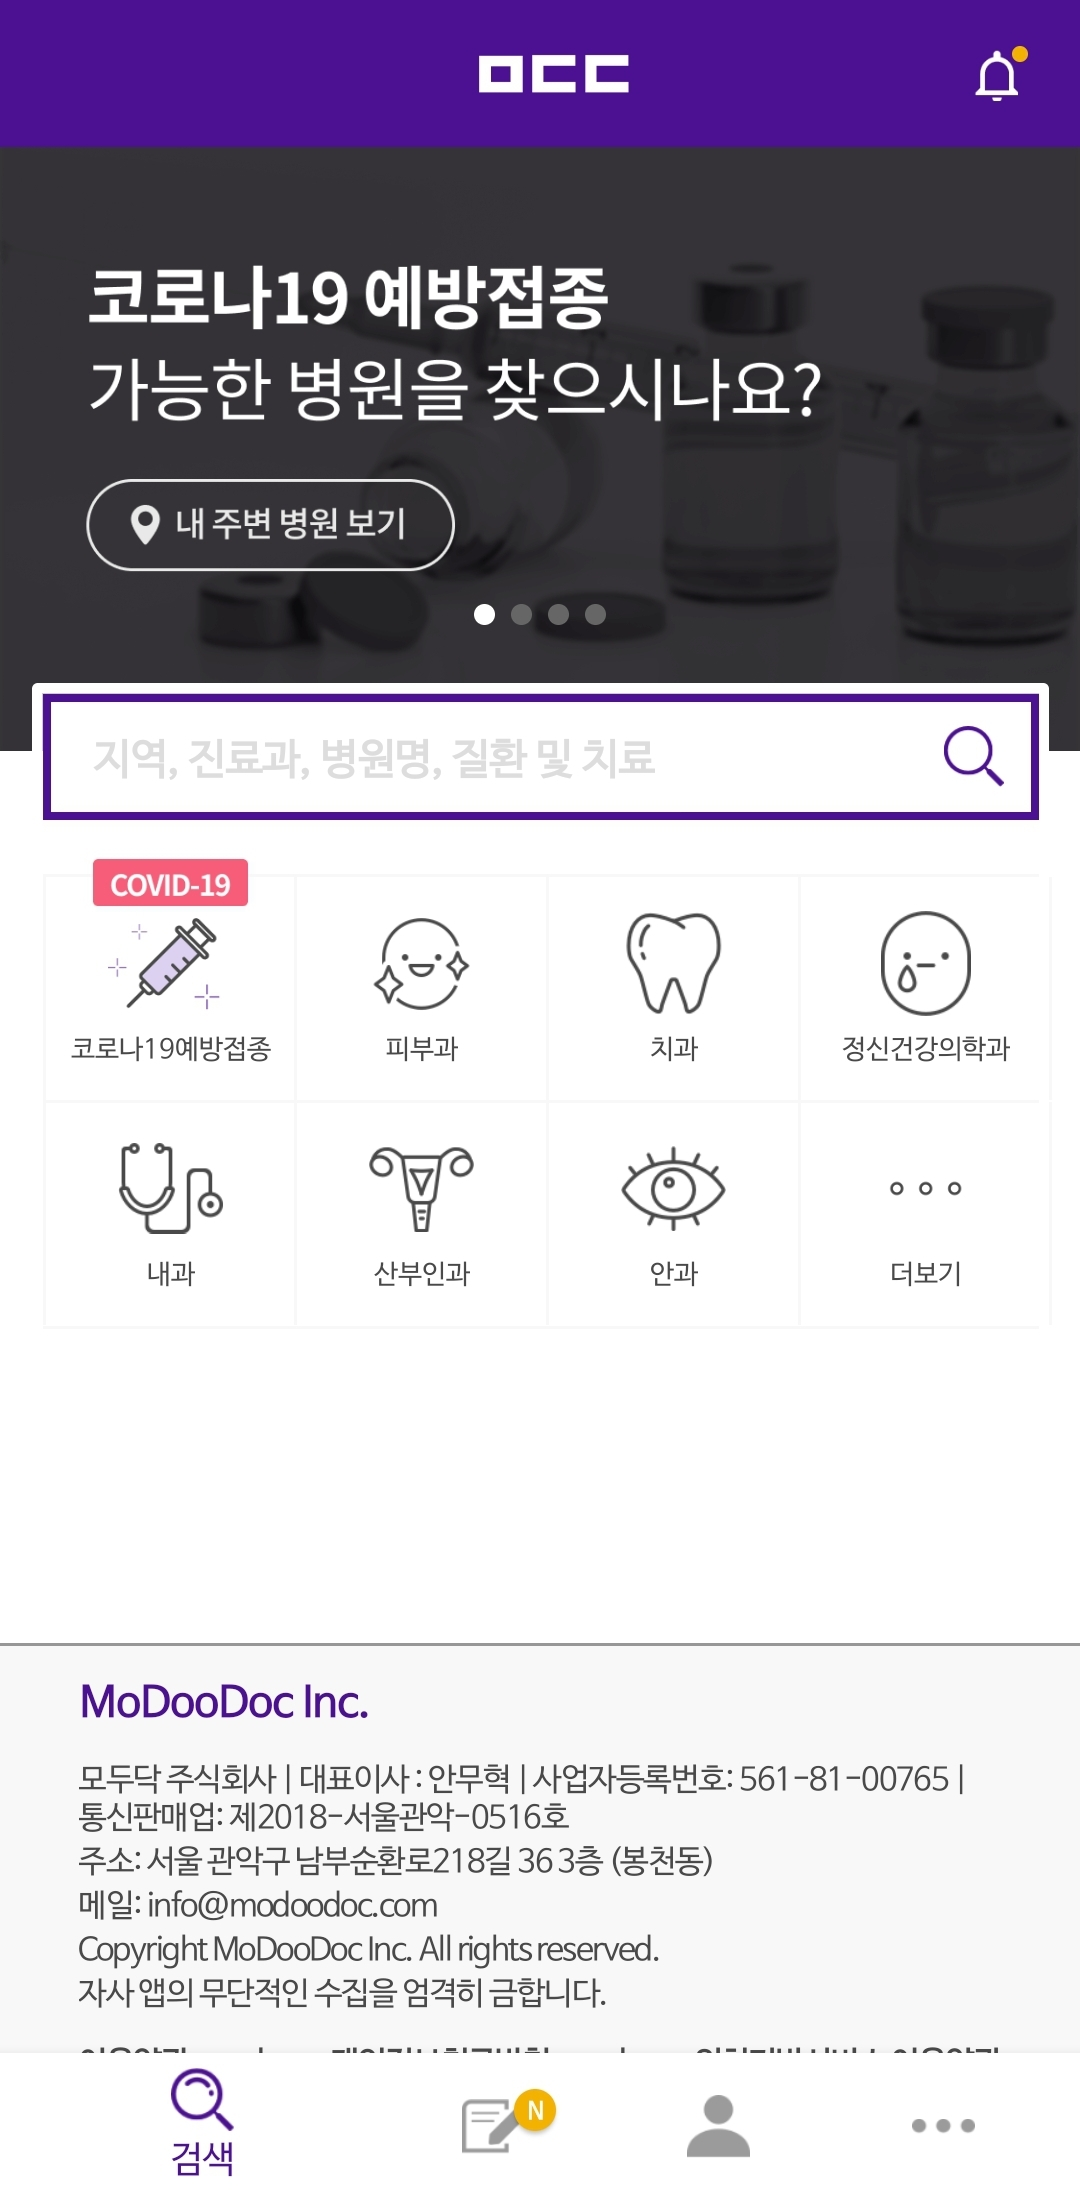 ㅁㄷㄷ
코로나19 예방접종
가능한 병원을 찾으시나요?
내 주변 병원 보기
지역, 진료과, 병원명, 질환 및 치료
COVID-19
코로나19예방접종
피부과
치과
정신건강의학과
내과
산부인과
안과
더보기
MoDooDoc Inc.
모두닥 주식회사 | 대표이사 : 안무혁 | 사업자등록번호: 561-81-00765 |
통신판매업: 제2018-서울관악-0516호
주소: 서울 관악구 남부순환로218길 36 3층 (봉천동)
메일: info@modoodoc.com
Copyright MoDooDoc Inc. All rights reserved.
자사 앱의 무단적인 수집을 엄격히 금합니다.
N
검색